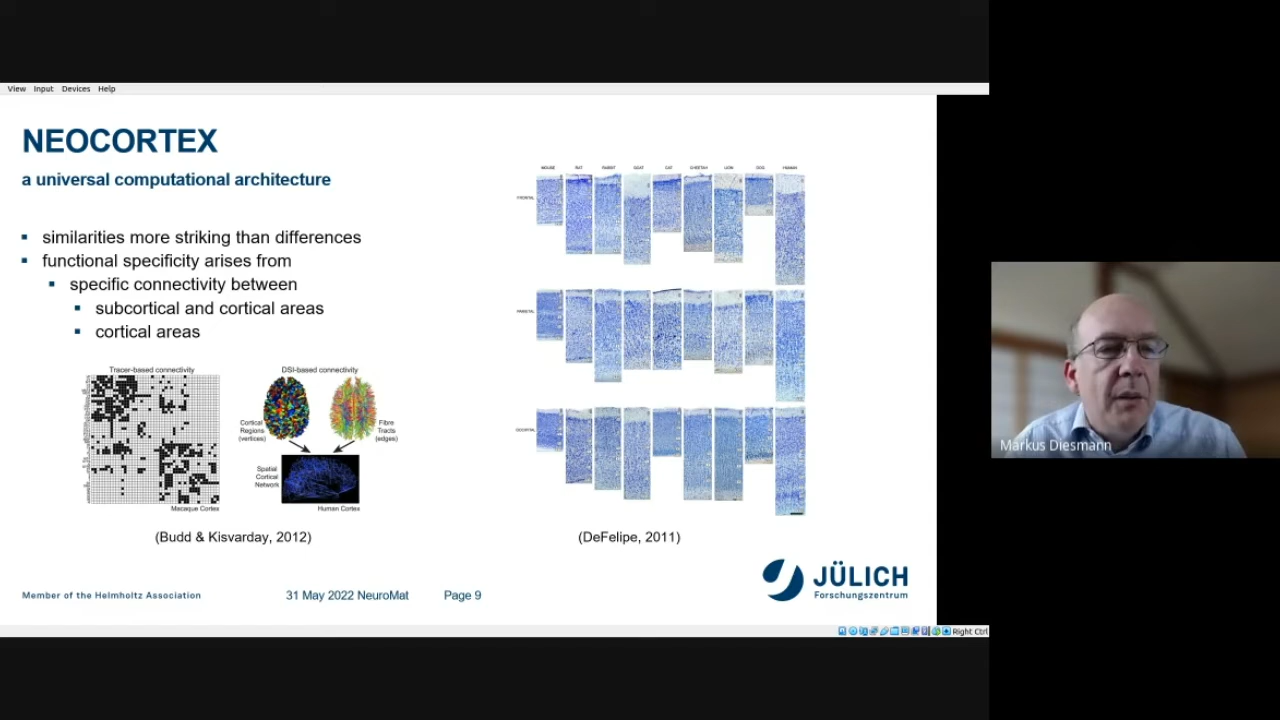 View Input Devices Help
NEOCORTEX
a universal computational architecture
similarities more striking than differences
functional specificity arises from
specific connectivity between
subcortical and cortical areas
cortical areas
Tracer-based connectivity
Macaque Cortex
DSI-based connectivity
Cortical
Regions
(vertices)
Fibre
Tracts
(edges)
Spatial
Cortical
Network
Human Cortex
(Budd & Kisvarday, 2012)
MOUSE RAT RABBIT GOAT CAT CHEETAH LION DOG HUMAN
FRONTAL
PARIETAL
OCCIPITAL
(DeFelipe, 2011)
JÜLICH
Forschungszentrum
Member of the Helmholtz Association
31 May 2022 NeuroMat
Page 9
Right Ctrl
Markus Diesmann